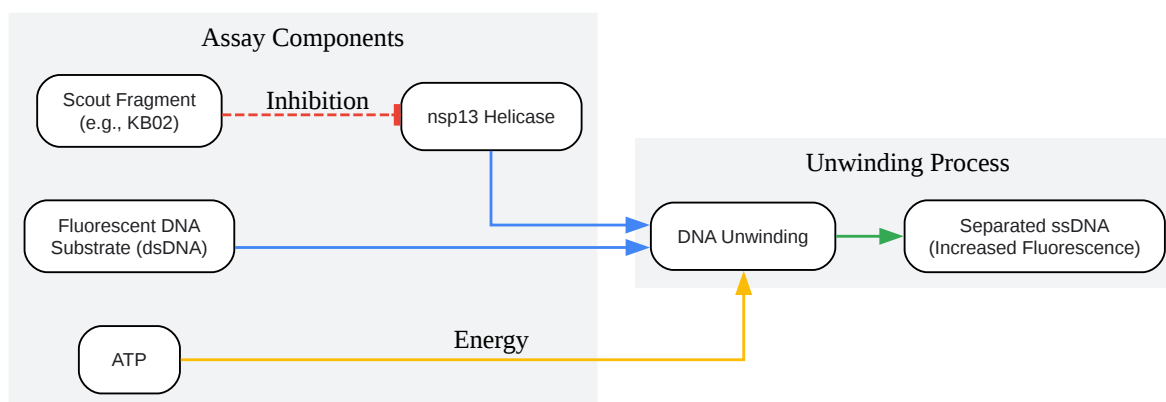 Assay Components
Scout Fragment
(e.g., KB02)
Inhibition
nsp13 Helicase
Fluorescent DNA
Substrate (dsDNA)
ATP
Energy
Unwinding Process
DNA Unwinding
Separated ssDNA
(Increased Fluorescence)